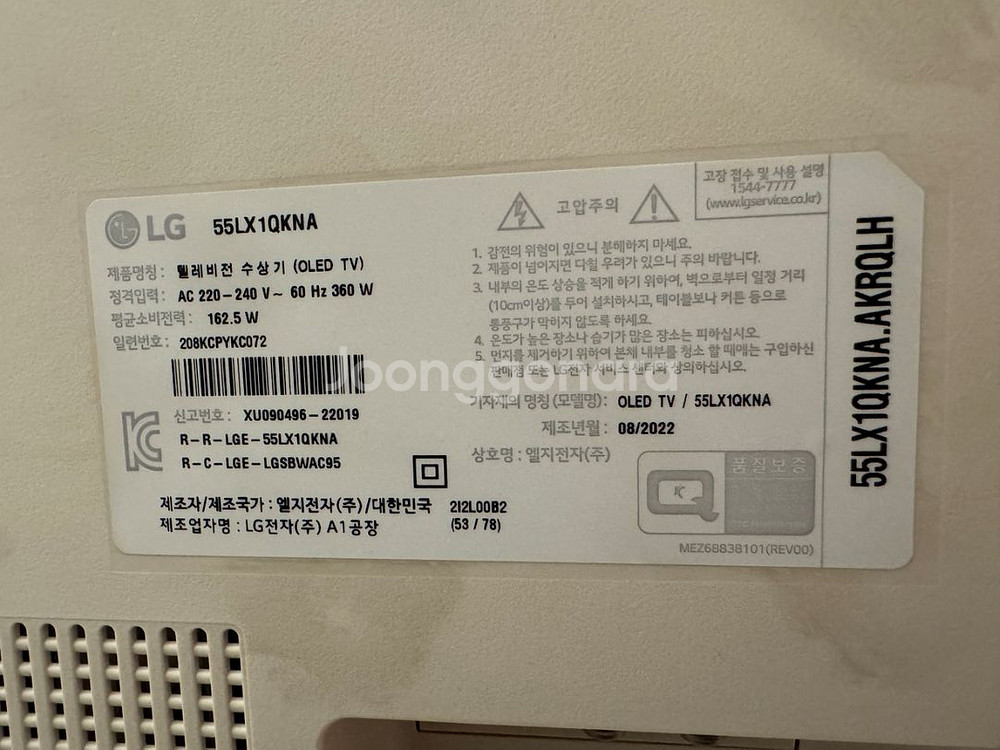 LG 55LX1QKNA
제품명칭: 텔레비전 수상기 (OLED TV)
정격입력: AC 220-240 V~ 60 Hz 360 W
평균소비전력: 162.5 W
일련번호: 208KCPYKC072
신고번호: XU090496-22019
R-R-LGE-55LX1QKNA
R-C-LGE-LGSBWAC95
제조자/제조국가 : 엘지전자(주)/대한민국
제조업자명 : LG전자(주) A1공장
2I2L00B2
(53 / 78)
고압주의
고장 접수 및 사용 설명
1544-7777
(www.lgservice.co.kr)
1. 감전의 위험이 있으니 분해하지 마세요.
2. 제품이 넘어지면 다칠 우려가 있으니 주의 바랍니다.
3. 내부의 온도 상승을 적게 하기 위하여, 벽으로부터 일정 거리
(10cm이상)를 두어 설치하시고, 테이블보나 커튼 등으로
통풍구가 막히지 않도록 하세요.
4. 온도가 높은 장소나 습기가 많은 장소는 피하십시오.
5. 먼지를 제거하기 위하여 본체 내부를 청소 할 때에는 구입하신
판매점 또는 LG전자 서비스 센터와 상의하십시오.
기자재의 명칭(모델명): OLED TV / 55LX1QKNA
제조년월: 08/2022
상호명 : 엘지전자(주)
품질보증
MEZ68838101(REV00)
55LX1QKNA.AKRQLH
Joonggonara